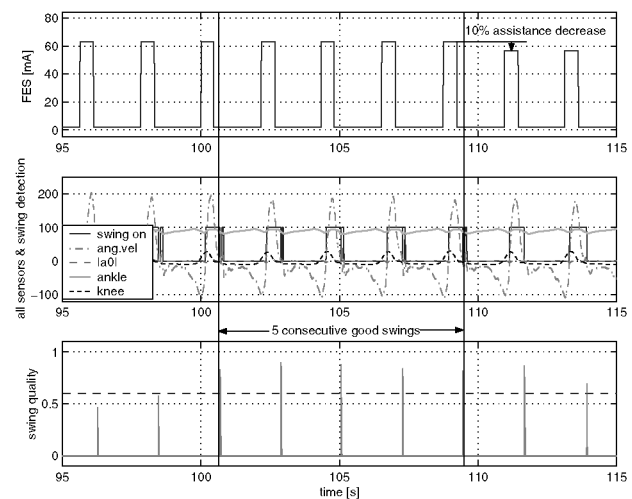 10% assistance decrease
FES [mA]
80
60
40
20
0
95 100 105 110 115
all sensors & swing detection
200
100
0
−100
swing on
ang.vel
|a0|
ankle
knee
95 100 105 110 115
5 consecutive good swings
swing quality
1
0.5
0
95 100 105 110 115
time [s]